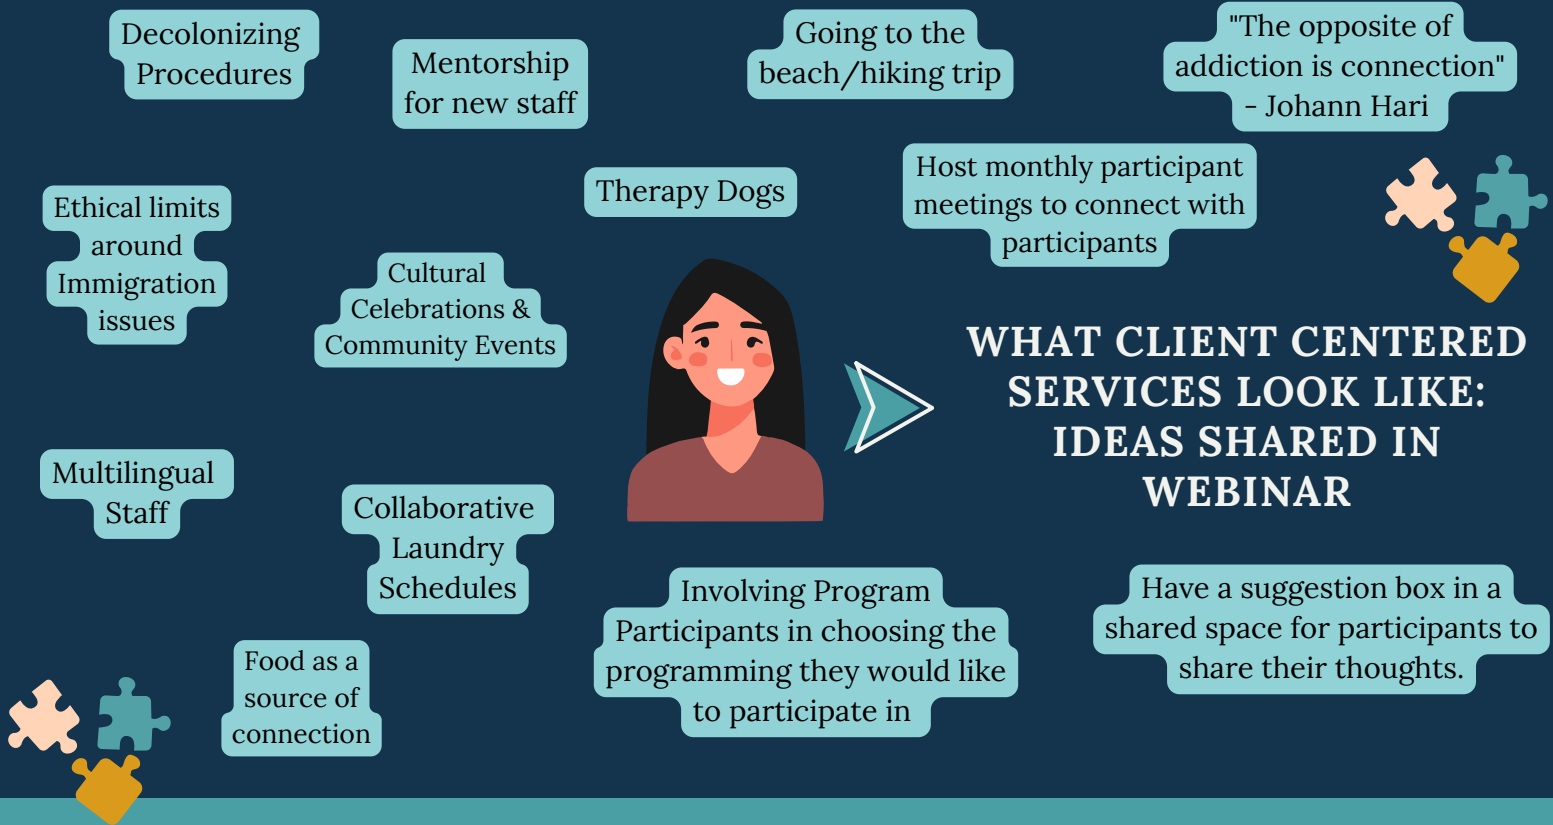 Decolonizing
Procedures
Mentorship
for new staff
Going to the
beach/hiking trip
"The opposite of
addiction is connection"
- Johann Hari
Ethical limits
around
Immigration
issues
Cultural
Celebrations &
Community Events
Therapy Dogs
Host monthly participant
meetings to connect with
participants
WHAT CLIENT CENTERED
SERVICES LOOK LIKE:
IDEAS SHARED IN
WEBINAR
Multilingual
Staff
Collaborative
Laundry
Schedules
Food as a
source of
connection
Involving Program
Participants in choosing the
programming they would like
to participate in
Have a suggestion box in a
shared space for participants to
share their thoughts.